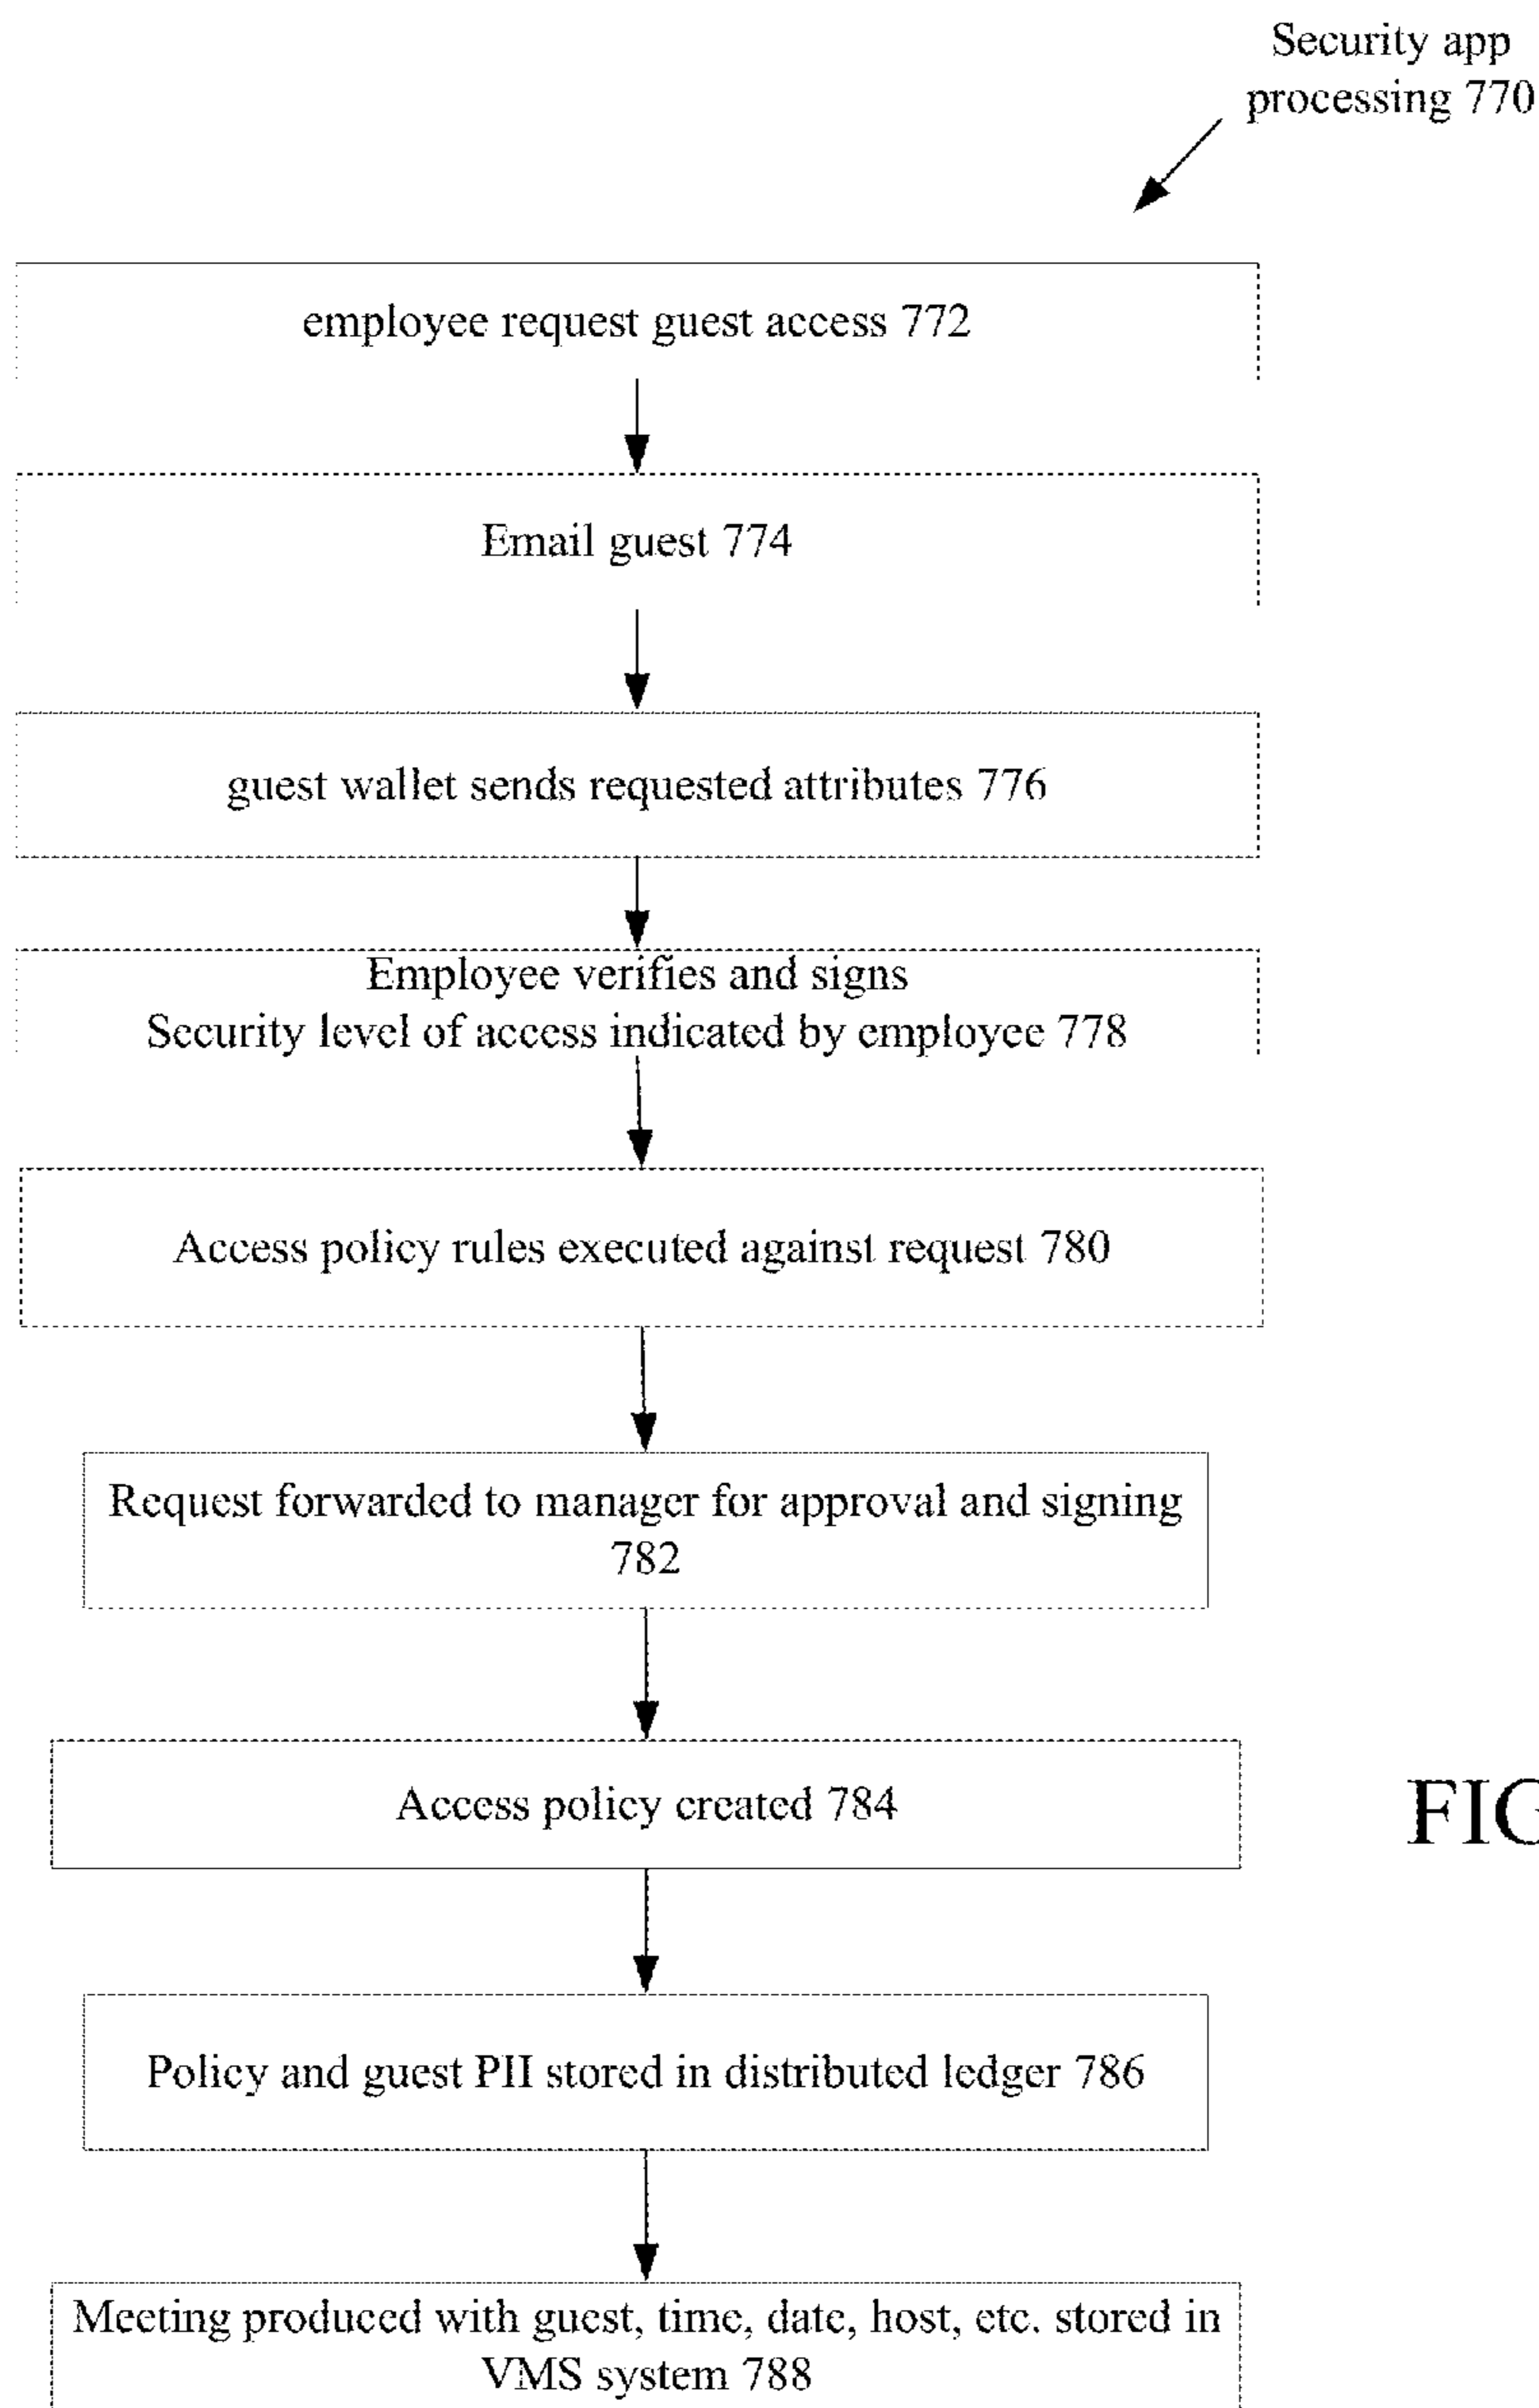 Security app
processing 770
employee request guest access 772
Email guest 774
guest wallet sends requested attributes 776
Employee verifies and signs
Security level of access indicated by employee 778
Access policy rules executed against request 780
Request forwarded to manager for approval and signing
782
Access policy created 784
FIG
Policy and guest PII stored in distributed ledger 786
Meeting produced with guest, time, date, host, etc. stored in
VMS system 788